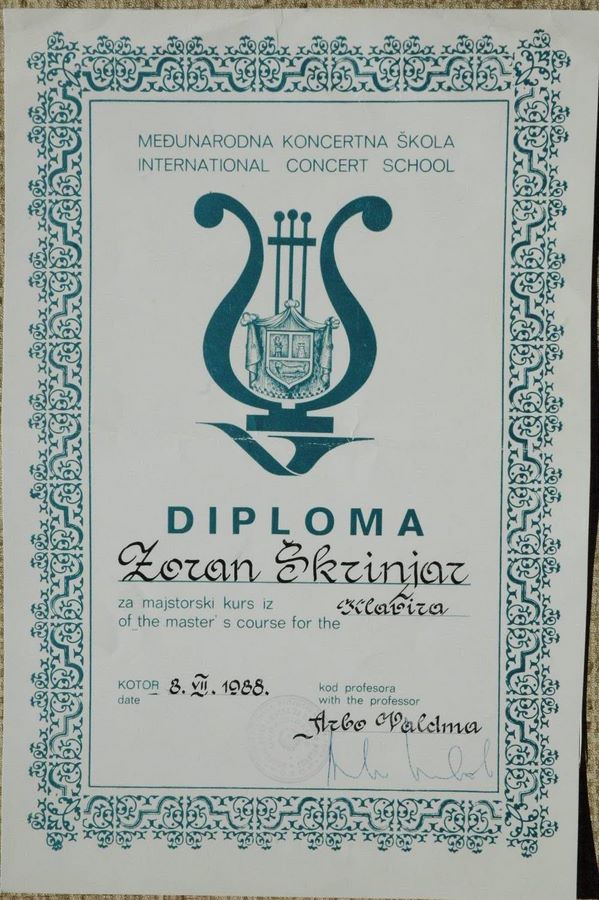 MEĐUNARODNA KONCERTNA ŠKOLA
INTERNATIONAL CONCERT SCHOOL
DIPLOMA
Zoran Škrinjar
za majstorski kurs iz Klavira
of the master's course for the
KOTOR 8. VII. 1988.
date
kod profesora
with the professor
Arbo Valdma